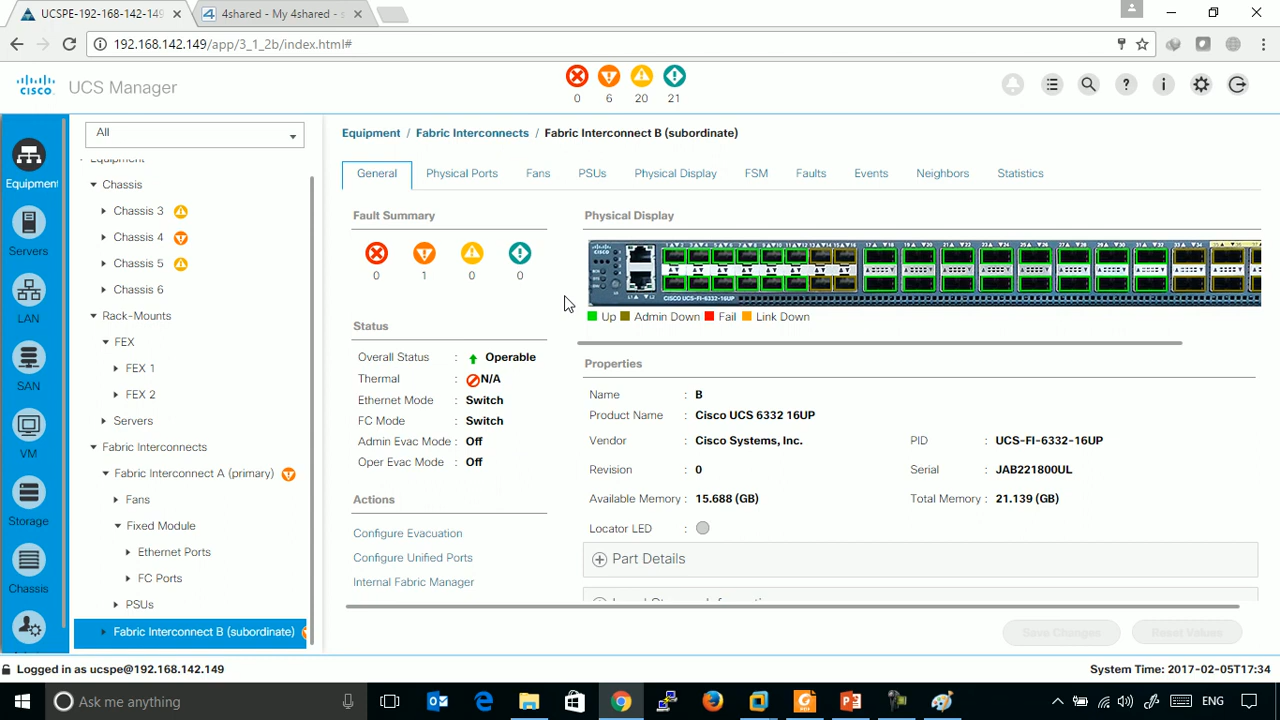 UCSPE-192-168-142-149
4shared - My 4shared - s
192.168.142.149/app/3_1_2b/index.html#
CISCO
UCS Manager
0 6 20 21
All
Equipment
Servers
LAN
SAN
VM
Storage
Chassis
Equipment
Chassis
Chassis 3
Chassis 4
Chassis 5
Chassis 6
Rack-Mounts
FEX
FEX 1
FEX 2
Servers
Fabric Interconnects
Fabric Interconnect A (primary)
Fans
Fixed Module
Ethernet Ports
FC Ports
PSUs
Fabric Interconnect B (subordinate)
Equipment / Fabric Interconnects / Fabric Interconnect B (subordinate)
General Physical Ports Fans PSUs Physical Display FSM Faults Events Neighbors Statistics
Fault Summary
0 1 0 0
Status
Overall Status : Operable
Thermal : N/A
Ethernet Mode : Switch
FC Mode : Switch
Admin Evac Mode : Off
Oper Evac Mode : Off
Actions
Configure Evacuation
Configure Unified Ports
Internal Fabric Manager
Physical Display
CISCO UCS-FI-6332-16UP
Up Admin Down Fail Link Down
Properties
Name : B
Product Name : Cisco UCS 6332 16UP
Vendor : Cisco Systems, Inc. PID : UCS-FI-6332-16UP
Revision : 0 Serial : JAB221800UL
Available Memory : 15.688 (GB) Total Memory : 21.139 (GB)
Locator LED :
Part Details
Save Changes Reset Values
Logged in as ucspe@192.168.142.149
System Time: 2017-02-05T17:34
Ask me anything
ENG